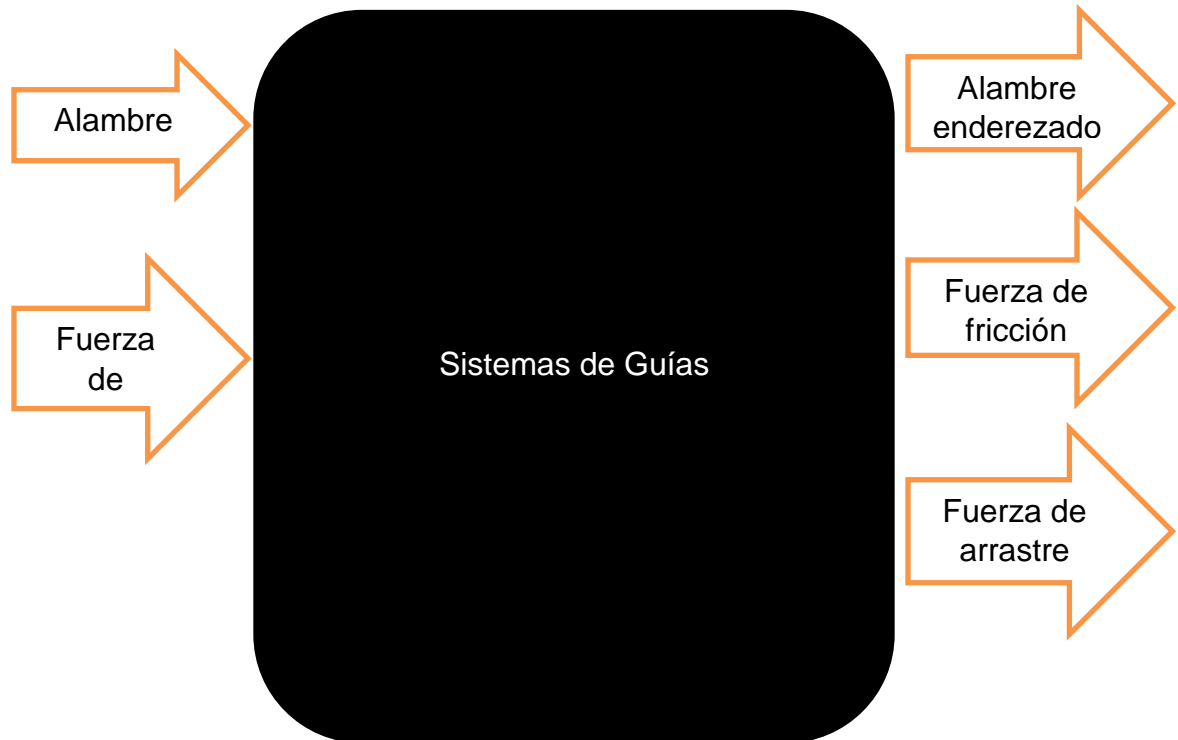 Alambre
Fuerza
de
Sistemas de Guías
Alambre
enderezado
Fuerza de
fricción
Fuerza de
arrastre